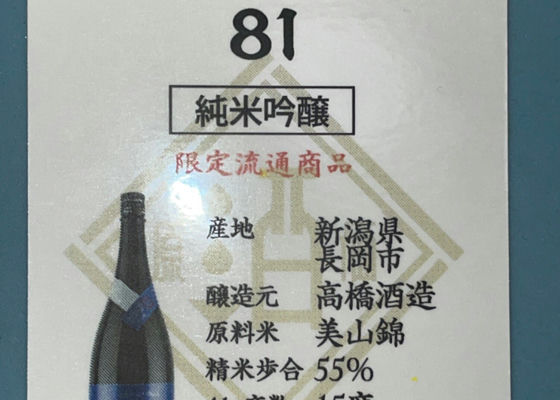 81
純米吟醸
限定流通商品
産地 新潟県
長岡市
醸造元 高橋酒造
原料米 美山錦
精米歩合 55%